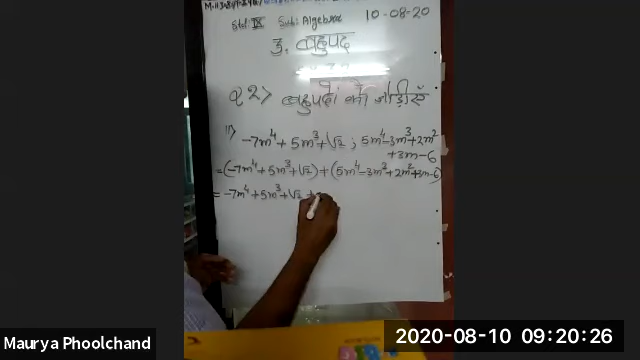 Std: IX Sub: Algebra 10-08-20
3. बहुपद
Q2> बहुपदों को जोड़िएँ
ii) -7m⁴ + 5m³ + √2 ; 5m⁴-3m³+2m²
+3m-6
= (-7m⁴ + 5m³ + √2) + (5m⁴ - 3m³ + 2m² + 3m - 6)
= -7m⁴ + 5m³ + √2 +
Maurya Phoolchand
2020-08-10 09:20:26